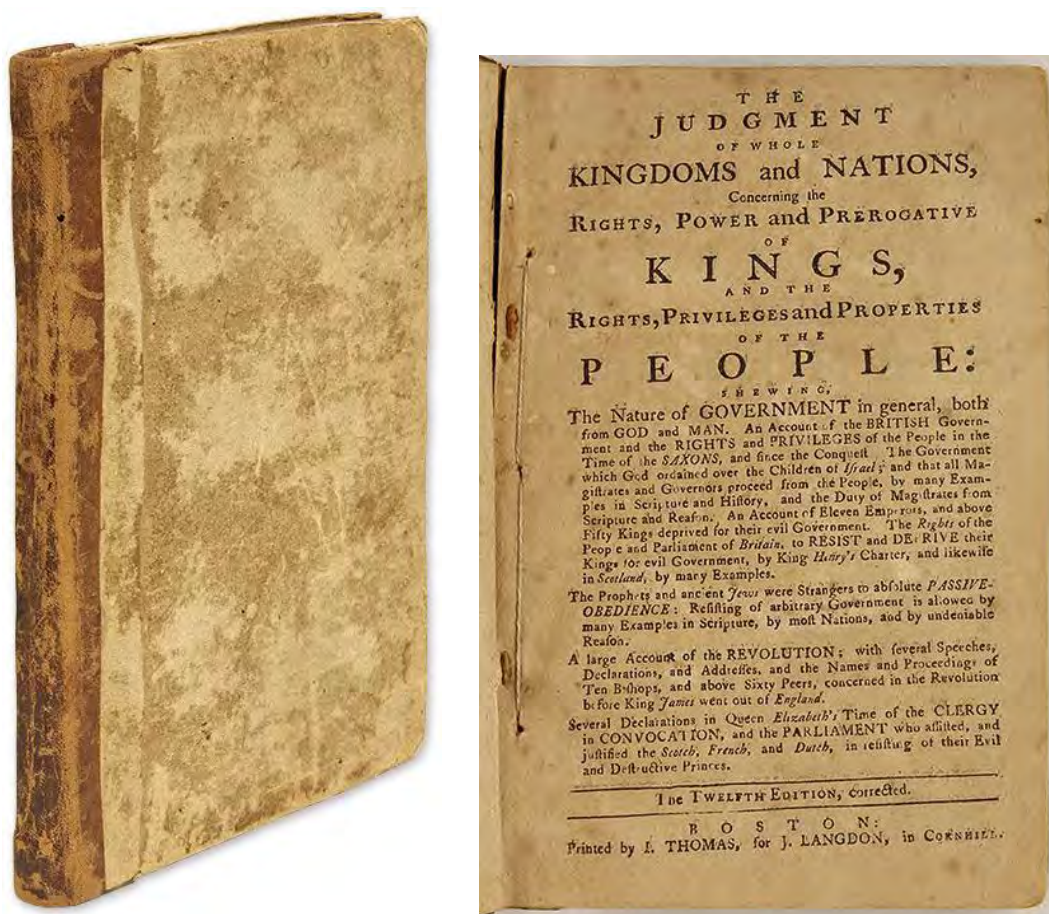 THE
JUDGMENT
OF WHOLE
KINGDOMS and NATIONS,
Concerning the
RIGHTS, POWER and PREROGATIVE
OF
KINGS,
AND THE
RIGHTS, PRIVILEGES and PROPERTIES
OF THE
PEOPLE:
SHEWING,
The Nature of GOVERNMENT in general, both
from GOD and MAN. An Account of the BRITISH Govern-
ment and the RIGHTS and PRIVILEGES of the People in the
Time of the SAXONS, and ſince the Conqueſt. The Government
which God ordained over the Children of Iſrael; and that all Ma-
giſtrates and Governors proceed from the People, by many Exam-
ples in Scripture and Hiſtory, and the Duty of Magiſtrates from
Scripture and Reaſon. An Account of Eleven Emperors, and above
Fifty Kings deprived for their evil Government. The Rights of the
People and Parliament of Britain, to RESIST and DEPRIVE their
Kings for evil Government, by King Henry's Charter, and likewiſe
in Scotland, by many Examples.
The Prophets and ancient Jews were Strangers to abſolute PASSIVE-
OBEDIENCE: Reſiſting of arbitrary Government is allowed by
many Examples in Scripture, by moſt Nations, and by undeniable
Reaſon.
A large Account of the REVOLUTION; with ſeveral Speeches,
Declarations, and Addreſſes, and the Names and Proceedings of
Ten Biſhops, and above Sixty Peers, concerned in the Revolution
before King James went out of England.
Several Declarations in Queen Elizabeth's Time of the CLERGY
in CONVOCATION, and the PARLIAMENT who aſſiſted, and
juſtified the Scotch, French, and Dutch, in reſiſting of their Evil
and Deſtructive Princes.
The TWELFTH EDITION, corrected.
BOSTON:
Printed by I. THOMAS, for J. LANGDON, in CORNHILL.